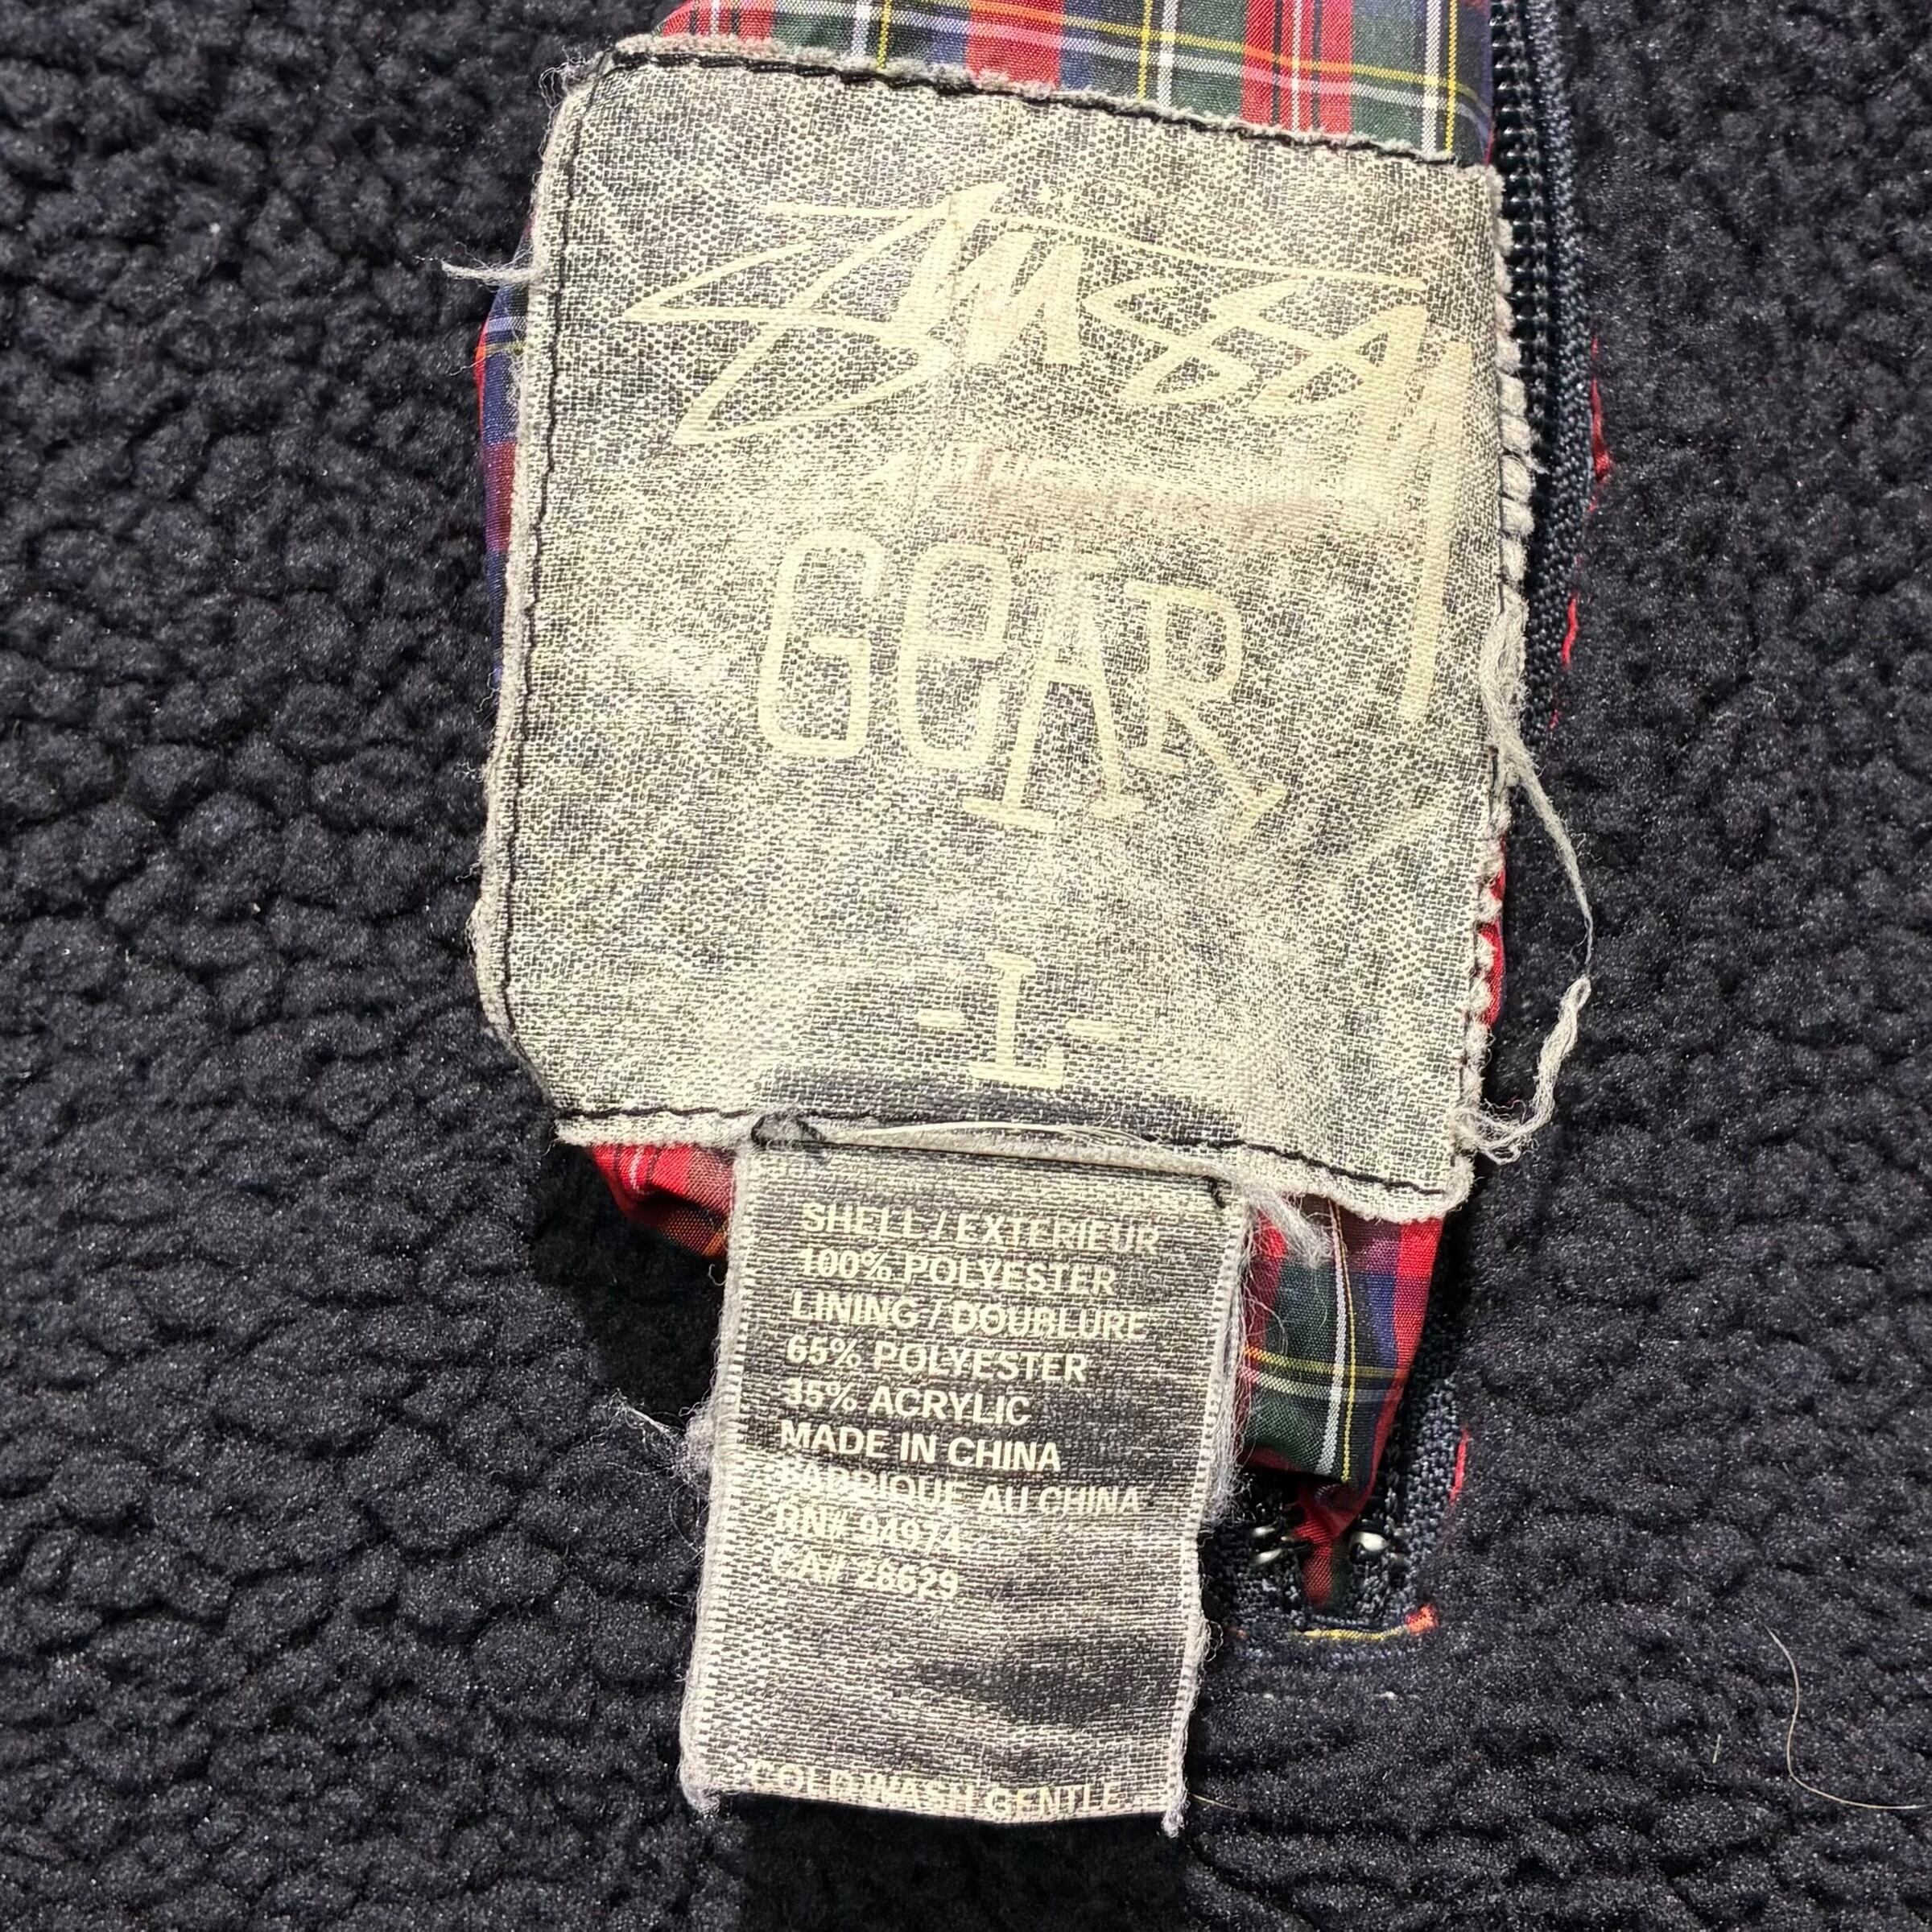 Stüssy
GEAR
-L-
SHELL / EXTERIEUR
100% POLYESTER
LINING / DOUBLURE
65% POLYESTER
35% ACRYLIC
MADE IN CHINA
FABRIQUE AU CHINA
RN# 94974
CA# 28629
COLD WASH GENTLE